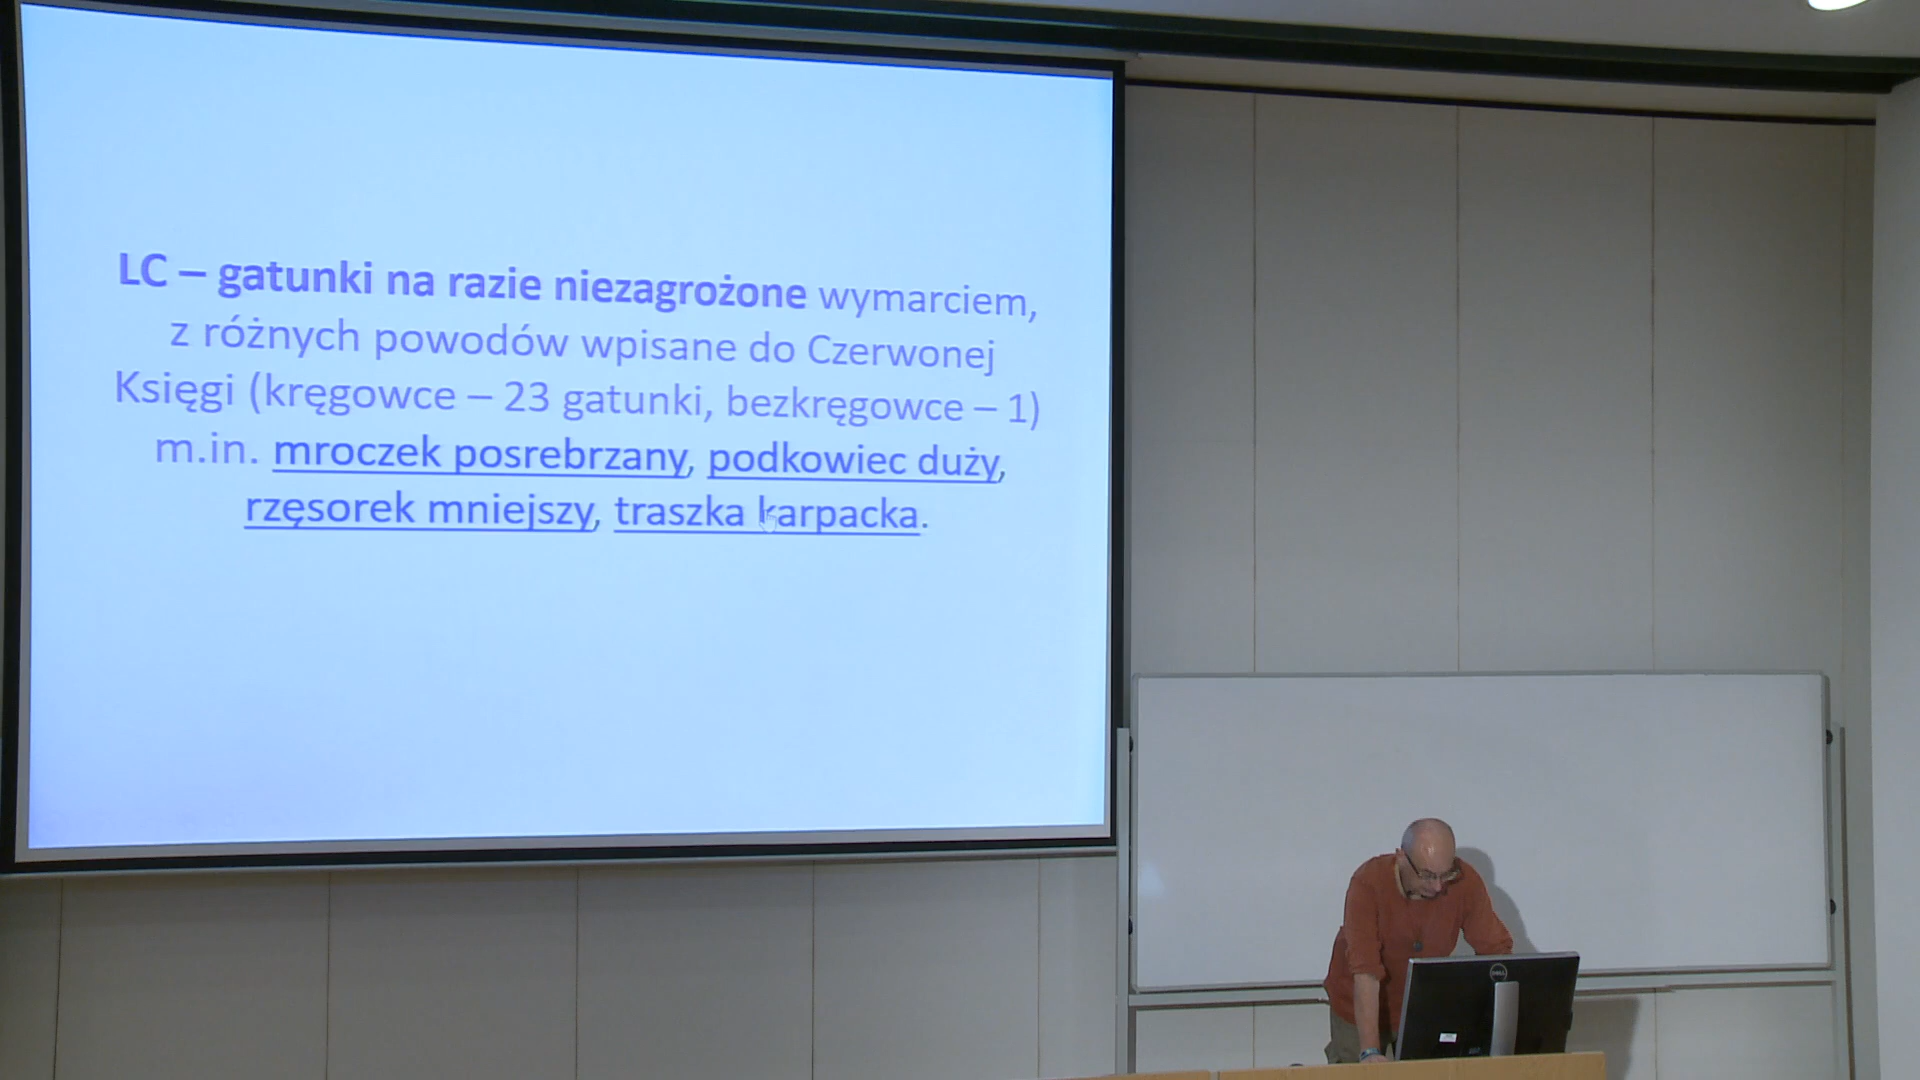 LC – gatunki na razie niezagrożone wymarciem,
z różnych powodów wpisane do Czerwonej
Księgi (kręgowce – 23 gatunki, bezkręgowce – 1)
m.in. mroczek posrebrzany, podkowiec duży,
rzęsorek mniejszy, traszka karpacka.
DELL